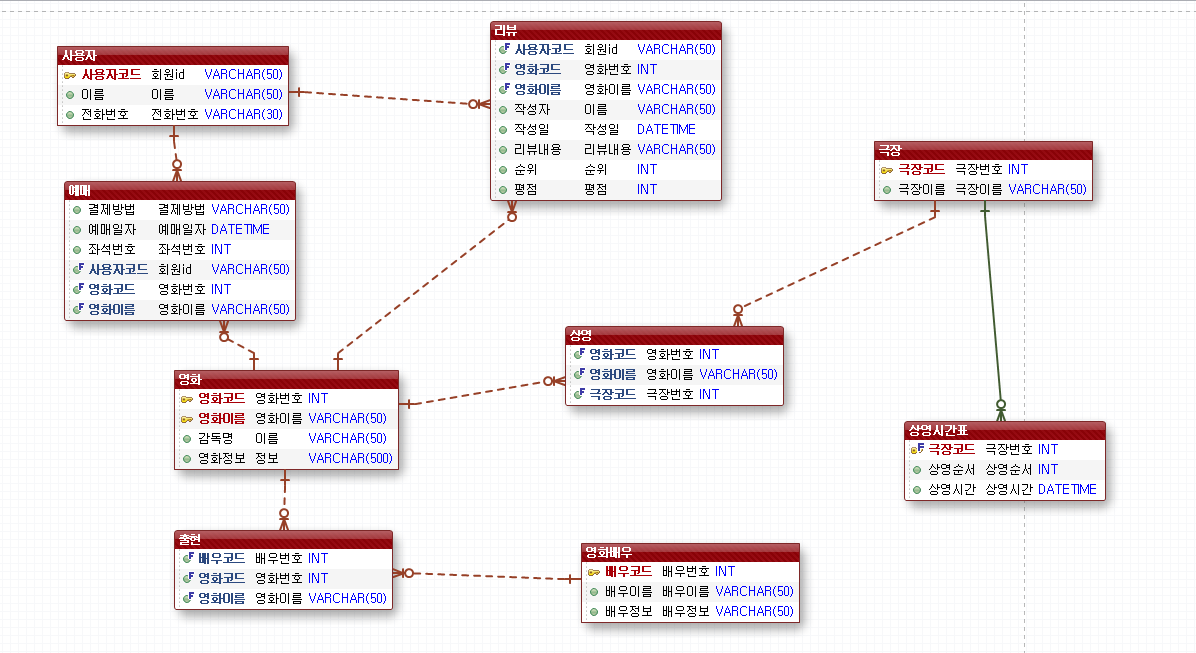 사용자
사용자코드 회원id VARCHAR(50)
이름 이름 VARCHAR(50)
전화번호 전화번호 VARCHAR(30)
리뷰
사용자코드 회원id VARCHAR(50)
영화코드 영화번호 INT
영화이름 영화이름 VARCHAR(50)
작성자 이름 VARCHAR(50)
작성일 작성일 DATETIME
리뷰내용 리뷰내용 VARCHAR(50)
순위 순위 INT
평점 평점 INT
극장
극장코드 극장번호 INT
극장이름 극장이름 VARCHAR(50)
예매
결제방법 결제방법 VARCHAR(50)
예매일자 예매일자 DATETIME
좌석번호 좌석번호 INT
사용자코드 회원id VARCHAR(50)
영화코드 영화번호 INT
영화이름 영화이름 VARCHAR(50)
상영
영화코드 영화번호 INT
영화이름 영화이름 VARCHAR(50)
극장코드 극장번호 INT
영화
영화코드 영화번호 INT
영화이름 영화이름 VARCHAR(50)
감독명 이름 VARCHAR(50)
영화정보 정보 VARCHAR(500)
상영시간표
극장코드 극장번호 INT
상영순서 상영순서 INT
상영시간 상영시간 DATETIME
출현
배우코드 배우번호 INT
영화코드 영화번호 INT
영화이름 영화이름 VARCHAR(50)
영화배우
배우코드 배우번호 INT
배우이름 배우이름 VARCHAR(50)
배우정보 배우정보 VARCHAR(50)